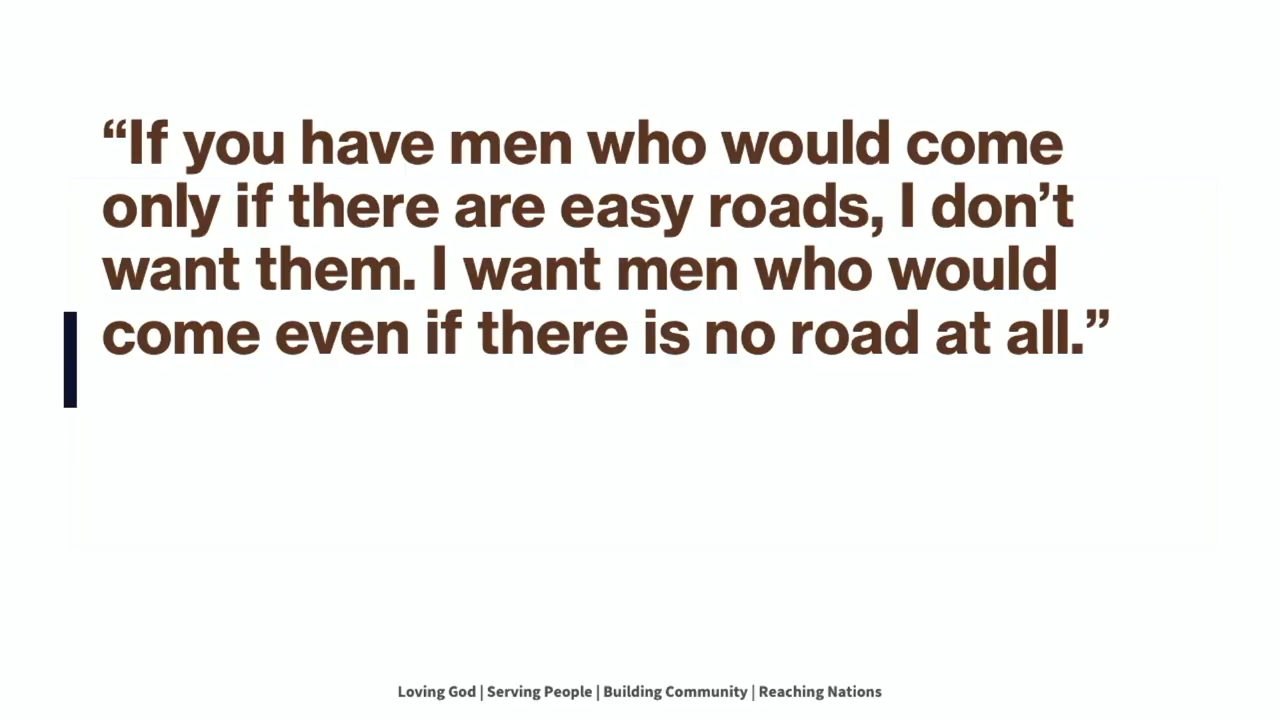 “If you have men who would come
only if there are easy roads, I don’t
want them. I want men who would
come even if there is no road at all.”
Loving God | Serving People | Building Community | Reaching Nations